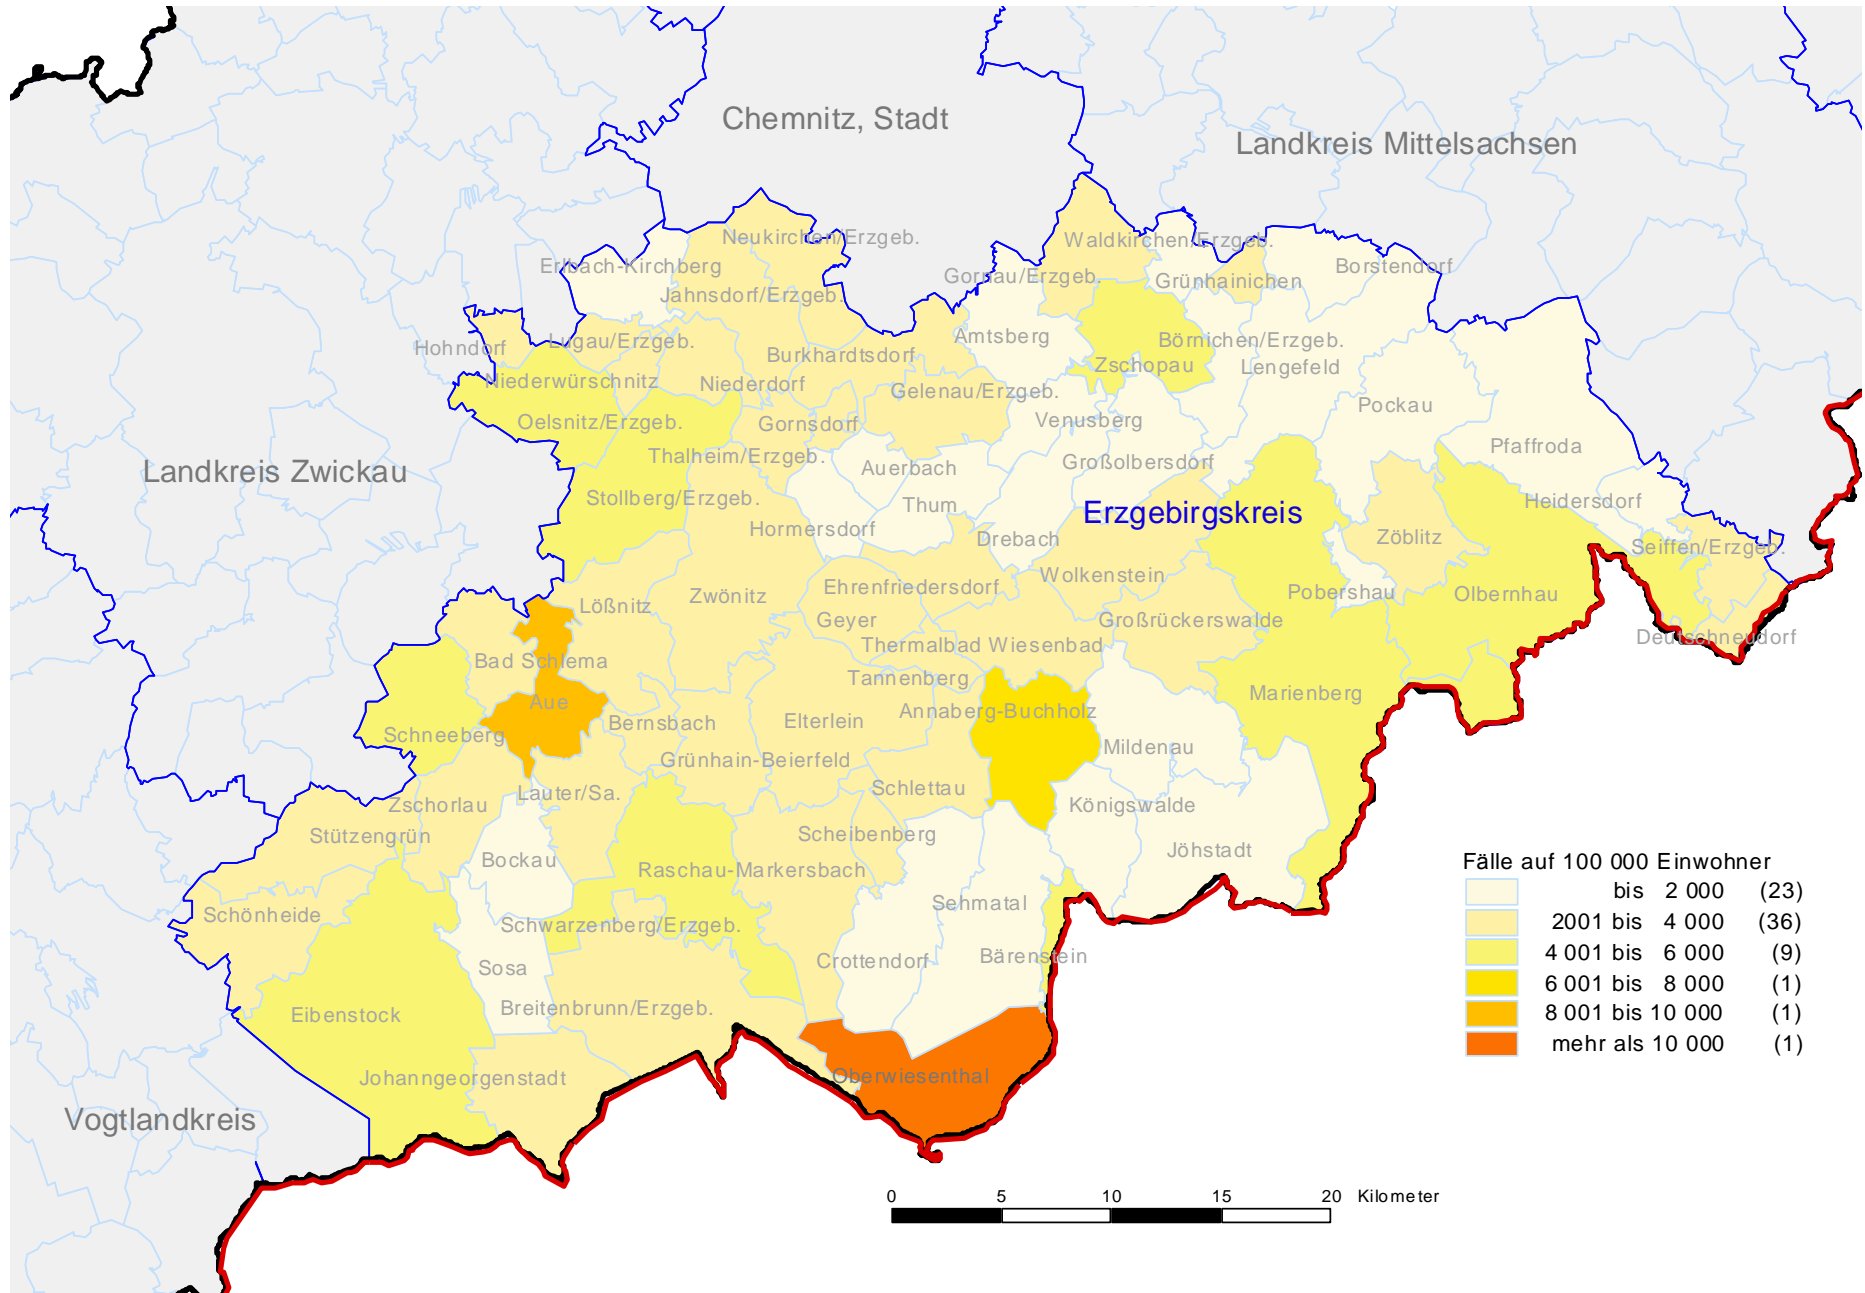 Chemnitz, Stadt
Landkreis Mittelsachsen
Neukirchen/Erzgeb.
Waldkirchen/Erzgeb.
Erlbach-Kirchberg
Borstendorf
Gornau/Erzgeb.
Grünhainichen
Jahnsdorf/Erzgeb.
Amtsberg
Börnichen/Erzgeb.
Hohndorf
Lugau/Erzgeb.
Burkhardtsdorf
Zschopau
Lengefeld
Niederwürschnitz
Niederdorf
Gelenau/Erzgeb.
Pockau
Oelsnitz/Erzgeb.
Gornsdorf
Venusberg
Pfaffroda
Thalheim/Erzgeb.
Auerbach
Großolbersdorf
Landkreis Zwickau
Stollberg/Erzgeb.
Thum
Erzgebirgskreis
Heidersdorf
Hormersdorf
Drebach
Zöblitz
Seiffen/Erzgeb.
Wolkenstein
Ehrenfriedersdorf
Pobershau
Olbernhau
Lößnitz
Zwönitz
Geyer
Großrückerswalde
Deutschneudorf
Thermalbad Wiesenbad
Bad Schlema
Tannenberg
Marienberg
Aue
Annaberg-Buchholz
Bernsbach
Elterlein
Schneeberg
Mildenau
Grünhain-Beierfeld
Schlettau
Lauter/Sa.
Zschorlau
Königswalde
Stützengrün
Scheibenberg
Bockau
Jöhstadt
Raschau-Markersbach
Sehmatal
Schönheide
Schwarzenberg/Erzgeb.
Bärenstein
Crottendorf
Sosa
Breitenbrunn/Erzgeb.
Eibenstock
Johanngeorgenstadt
Oberwiesenthal
Vogtlandkreis
Fälle auf 100 000 Einwohner
bis 2 000 (23)
2001 bis 4 000 (36)
4 001 bis 6 000 (9)
6 001 bis 8 000 (1)
8 001 bis 10 000 (1)
mehr als 10 000 (1)
0 5 10 15 20 Kilometer